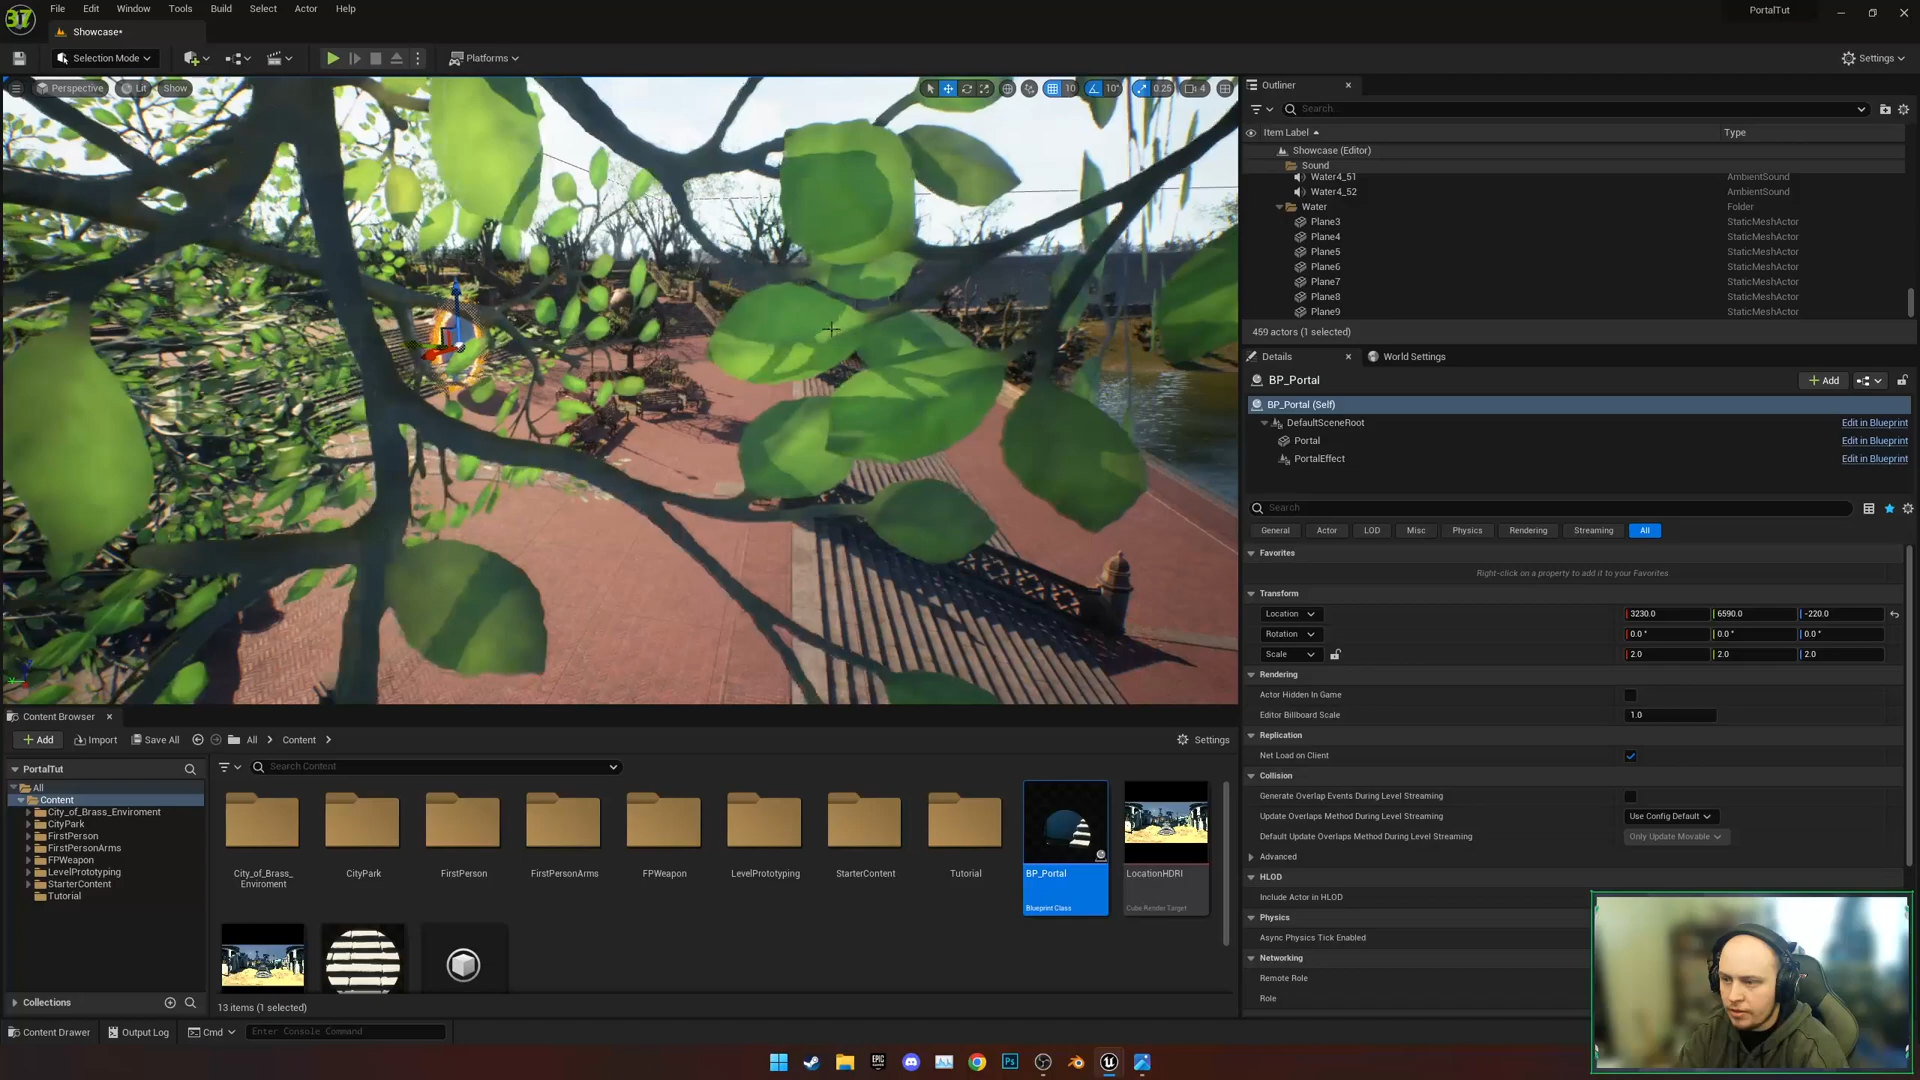 File Edit Window Tools Build Select Actor Help
PortalTut
Showcase*
Selection Mode
Platforms
Settings
Perspective Lit Show
10 10° 0.25 4
Outliner
Search...
Item Label Type
Showcase (Editor)
Sound
Water4_51 AmbientSound
Water4_52 AmbientSound
Water Folder
Plane3 StaticMeshActor
Plane4 StaticMeshActor
Plane5 StaticMeshActor
Plane6 StaticMeshActor
Plane7 StaticMeshActor
Plane8 StaticMeshActor
Plane9 StaticMeshActor
459 actors (1 selected)
Details World Settings
BP_Portal
Add
BP_Portal (Self)
DefaultSceneRoot Edit in Blueprint
Portal Edit in Blueprint
PortalEffect Edit in Blueprint
Search
General Actor LOD Misc Physics Rendering Streaming All
Favorites
Right-click on a property to add it to your Favorites.
Transform
Location 3230.0 6590.0 -220.0
Rotation 0.0° 0.0° 0.0°
Scale 2.0 2.0 2.0
Rendering
Actor Hidden In Game
Editor Billboard Scale 1.0
Replication
Net Load on Client
Collision
Generate Overlap Events During Level Streaming
Update Overlaps Method During Level Streaming Use Config Default
Default Update Overlaps Method During Level Streaming Only Update Movable
Advanced
HLOD
Include Actor in HLOD
Physics
Async Physics Tick Enabled
Networking
Remote Role
Role
Content Browser
Add Import Save All All Content
Settings
PortalTut
Search Content
All
Content
City_of_Brass_Enviroment
CityPark
FirstPerson
FirstPersonArms
FPWeapon
LevelPrototyping
StarterContent
Tutorial
City_of_Brass_
Enviroment
CityPark
FirstPerson
FirstPersonArms
FPWeapon
LevelPrototyping
StarterContent
Tutorial
BP_Portal
Blueprint Class
LocationHDRI
Cube Render Target
Collections
13 items (1 selected)
Content Drawer Output Log Cmd Enter Console Command
EPIC
Ps